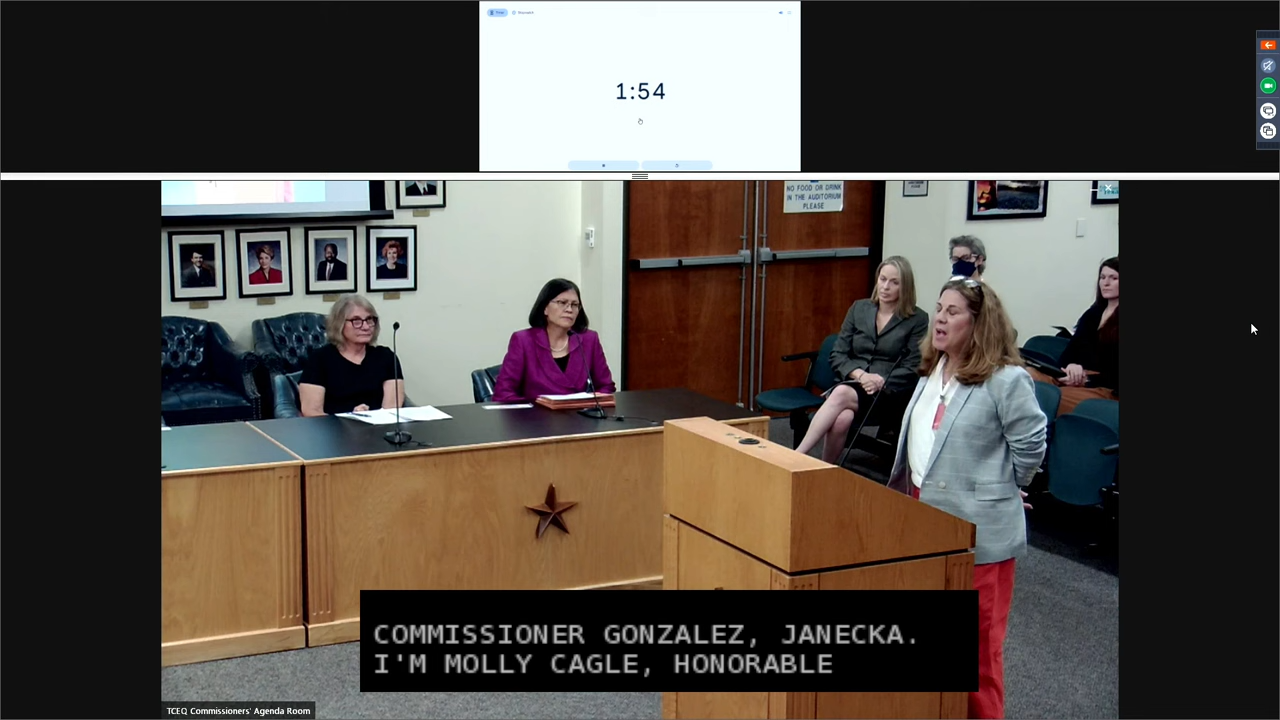 1:54
NO FOOD OR DRINK
IN THE AUDITORIUM
PLEASE
COMMISSIONER GONZALEZ, JANECKA.
I'M MOLLY CAGLE, HONORABLE
TCEQ Commissioners' Agenda Room